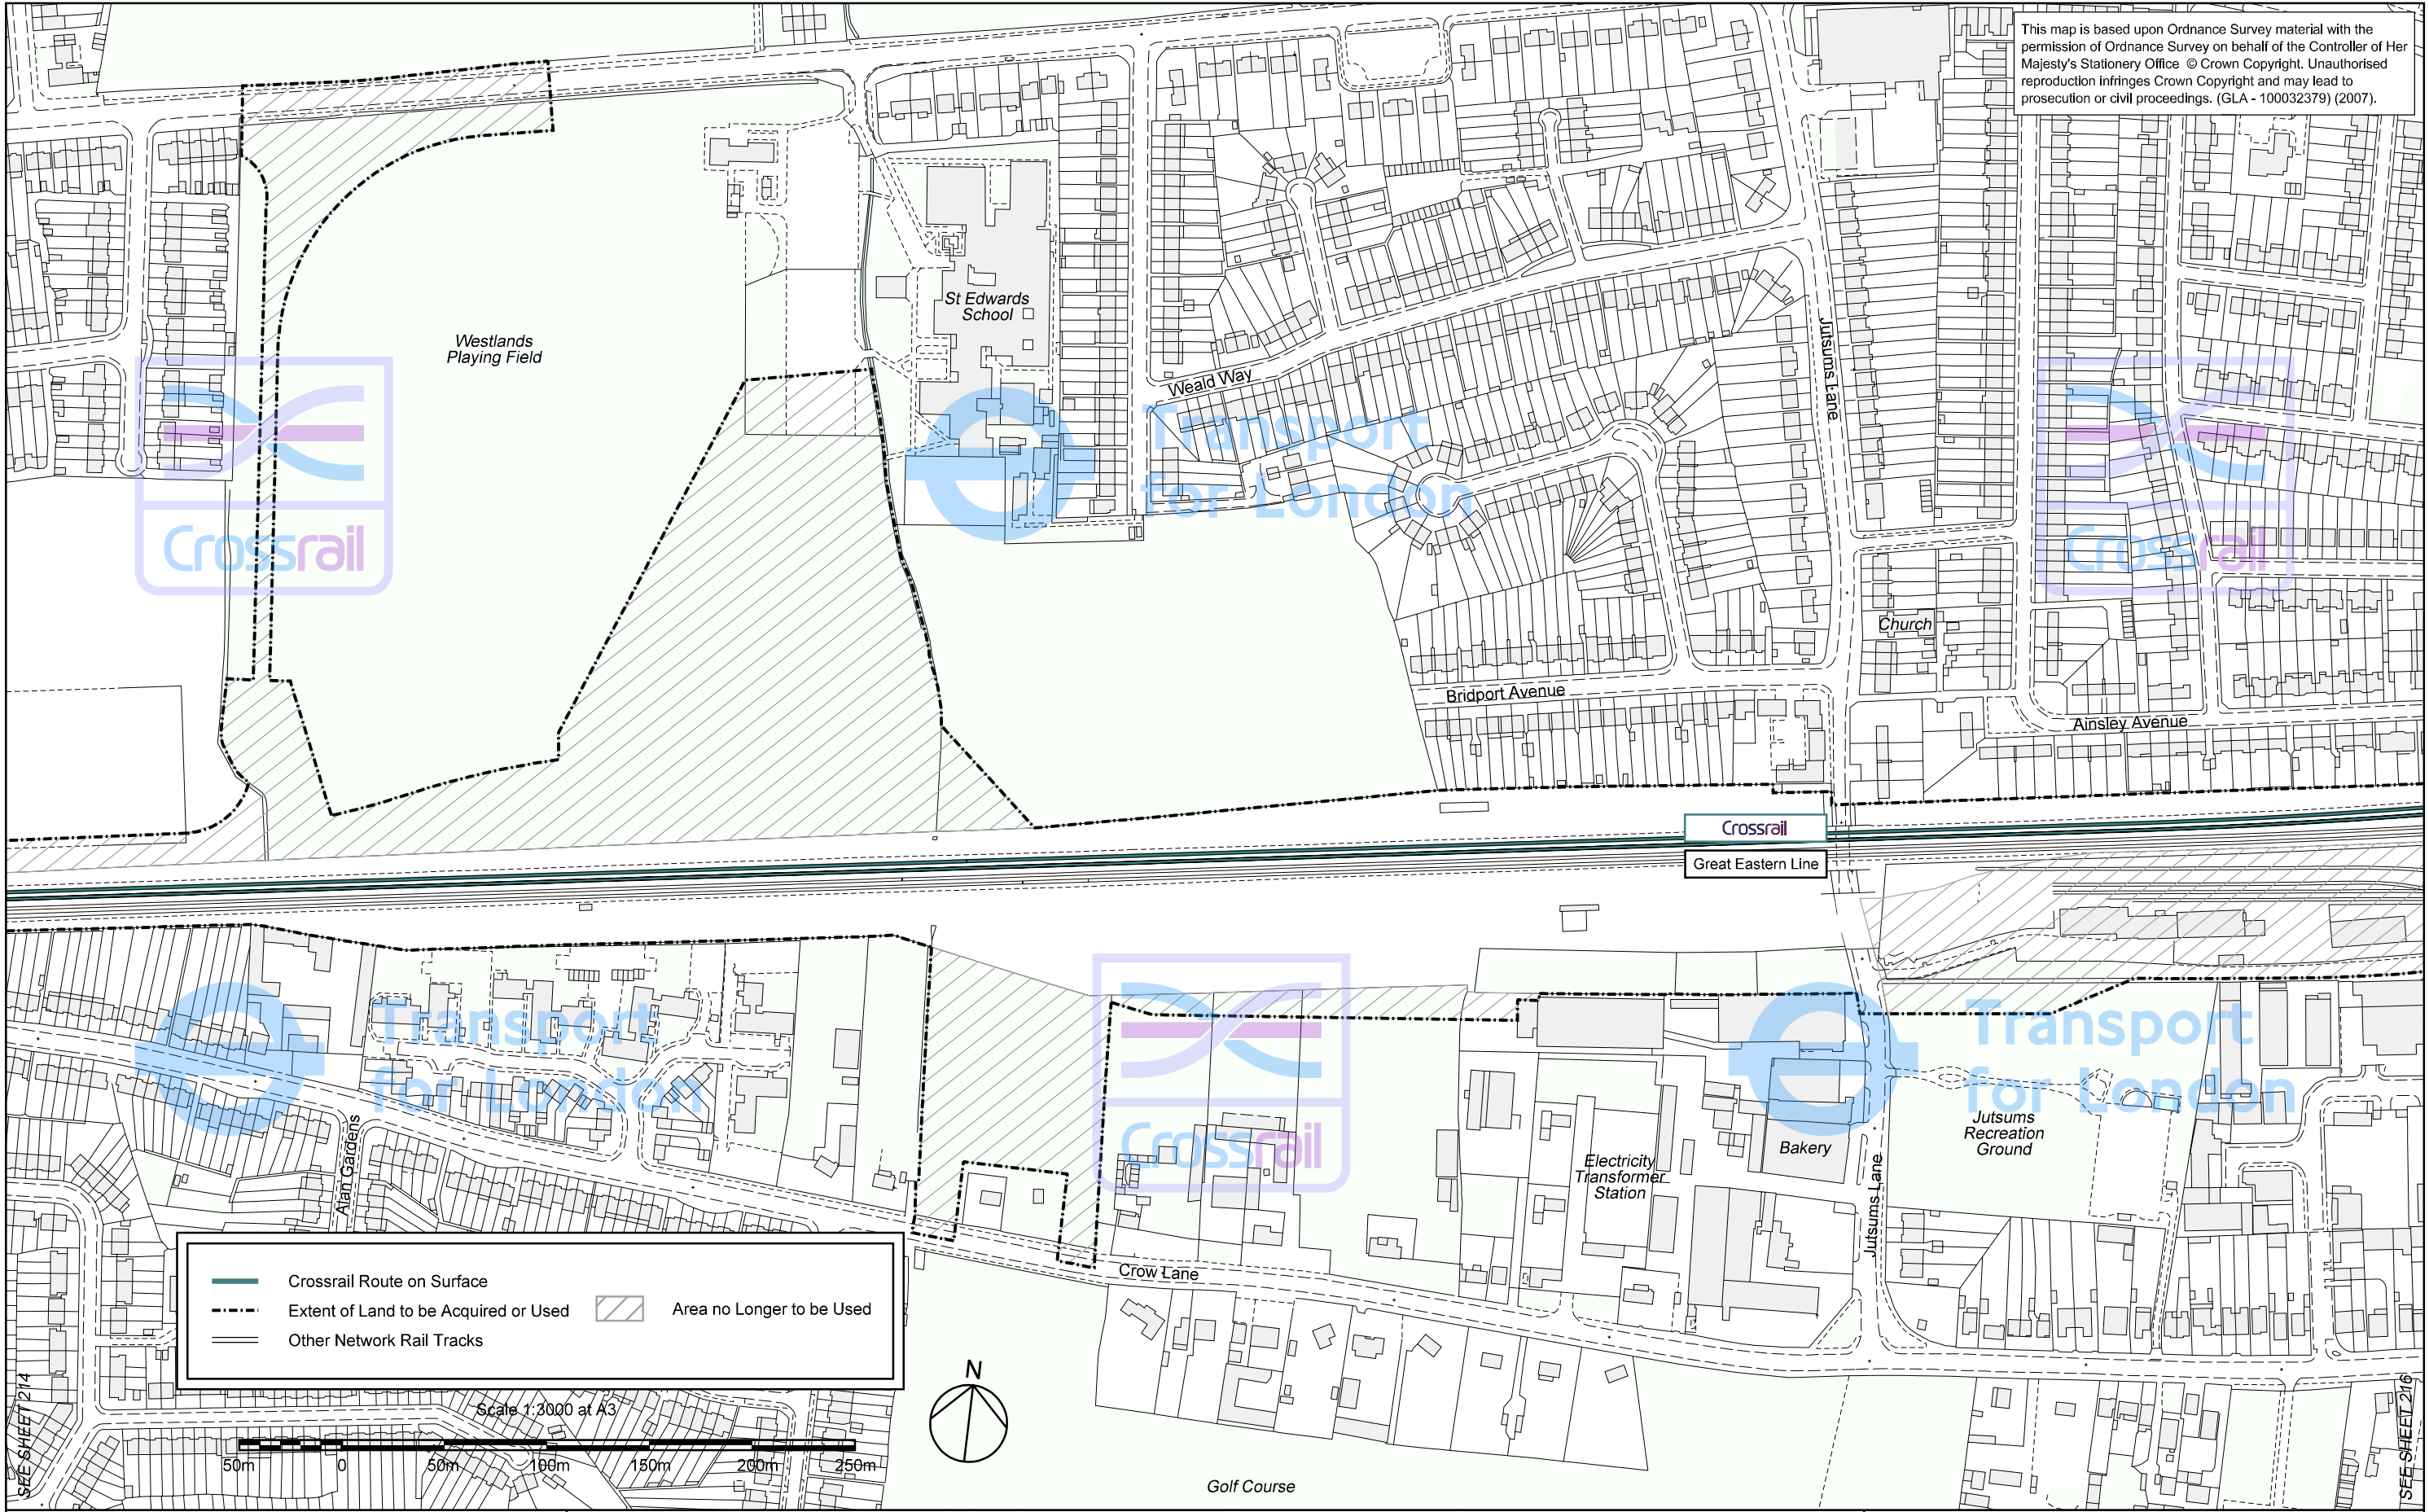 This map is based upon Ordnance Survey material with the
permission of Ordnance Survey on behalf of the Controller of Her
Majesty's Stationery Office © Crown Copyright. Unauthorised
reproduction infringes Crown Copyright and may lead to
prosecution or civil proceedings. (GLA - 100032379) (2007).
St Edwards
School
Westlands
Playing Field
Weald Way
Jutsums Lane
Transport
for London
Crossrail
Crossrail
Church
Bridport Avenue
Ainsley Avenue
Crossrail
Great Eastern Line
Transport
for London
Crossrail
Transport
for London
Jutsums
Recreation
Ground
Bakery
Electricity
Transformer
Station
Atlan Gardens
Jutsums Lane
Crow Lane
Crossrail Route on Surface
Extent of Land to be Acquired or Used
Area no Longer to be Used
Other Network Rail Tracks
N
Scale 1:3000 at A3
50m 0 50m 100m 150m 200m 250m
Golf Course
SEE SHEET 214
SEE SHEET 216